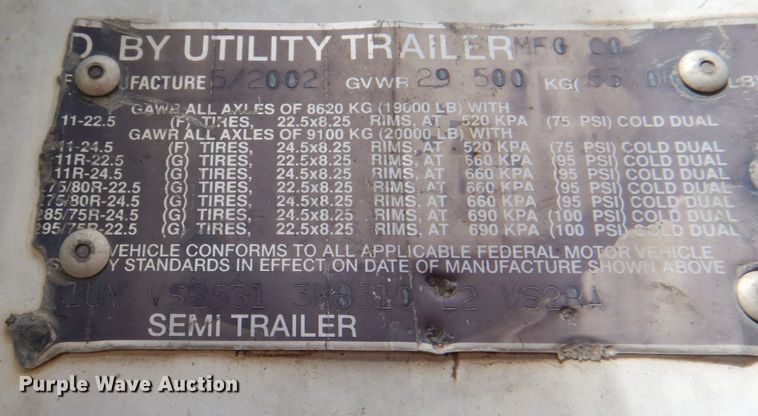 D BY UTILITY TRAILER MFG CO
MANUFACTURE 5/2002 GVWR 29 500 KG(
GAWR ALL AXLES OF 8620 KG (19000 LB) WITH
11-22.5 (F) TIRES, 22.5x8.25 RIMS, AT 520 KPA (75 PSI) COLD DUAL
GAWR ALL AXLES OF 9100 KG (20000 LB) WITH
11-24.5 (F) TIRES, 24.5x8.25 RIMS, AT 520 KPA (75 PSI) COLD DUAL
11R-22.5 (G) TIRES, 22.5x8.25 RIMS, AT 660 KPA (95 PSI) COLD DUAL
11R-24.5 (G) TIRES, 24.5x8.25 RIMS, AT 660 KPA (95 PSI) COLD DUAL
75/80R-22.5 (G) TIRES, 22.5x8.25 RIMS, AT 660 KPA (95 PSI) COLD DUAL
75/80R-24.5 (G) TIRES, 24.5x8.25 RIMS, AT 660 KPA (95 PSI) COLD DUAL
285/75R-24.5 (G) TIRES, 24.5x8.25 RIMS, AT 690 KPA (100 PSI) COLD DUAL
295/75R-22.5 (G) TIRES, 22.5x8.25 RIMS, AT 690 KPA (100 PSI) COLD DUAL
VEHICLE CONFORMS TO ALL APPLICABLE FEDERAL MOTOR VEHICLE
Y STANDARDS IN EFFECT ON DATE OF MANUFACTURE SHOWN ABOVE
1UY VS2531 12 VS2RA
SEMI TRAILER
Purple Wave Auction